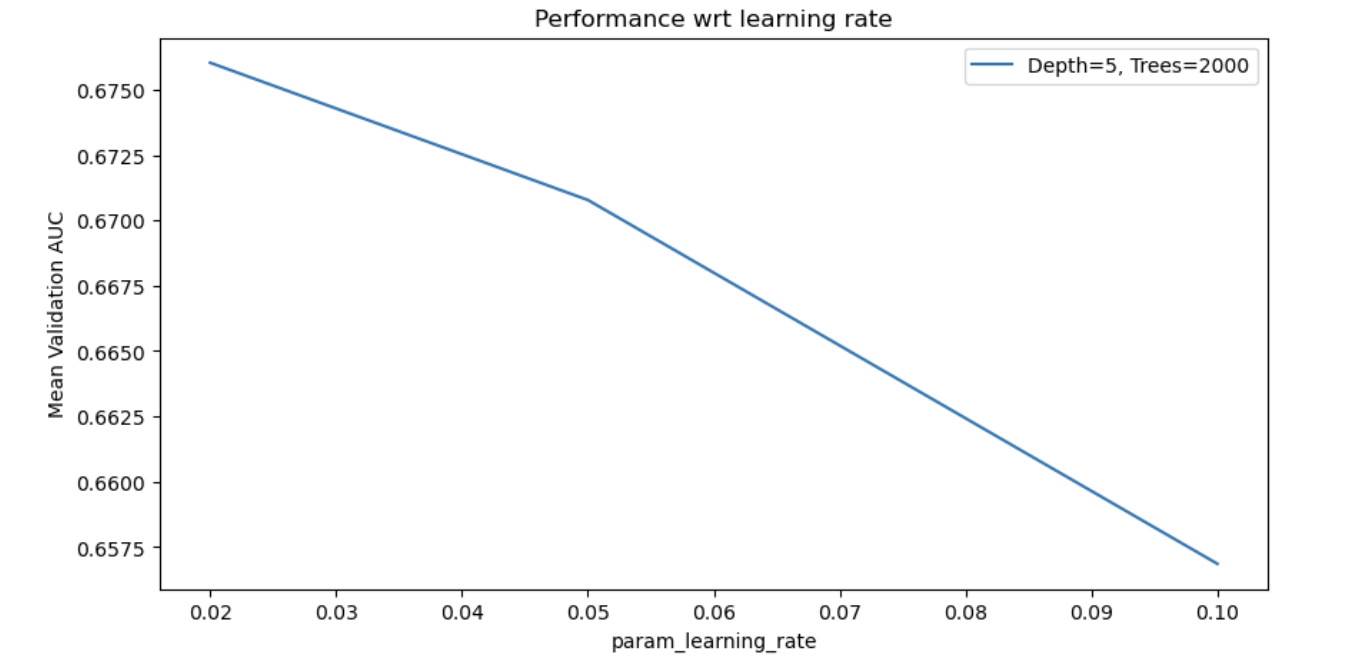 Performance wrt learning rate
Depth=5, Trees=2000
Mean Validation AUC
0.6750
0.6725
0.6700
0.6675
0.6650
0.6625
0.6600
0.6575
0.02 0.03 0.04 0.05 0.06 0.07 0.08 0.09 0.10
param_learning_rate